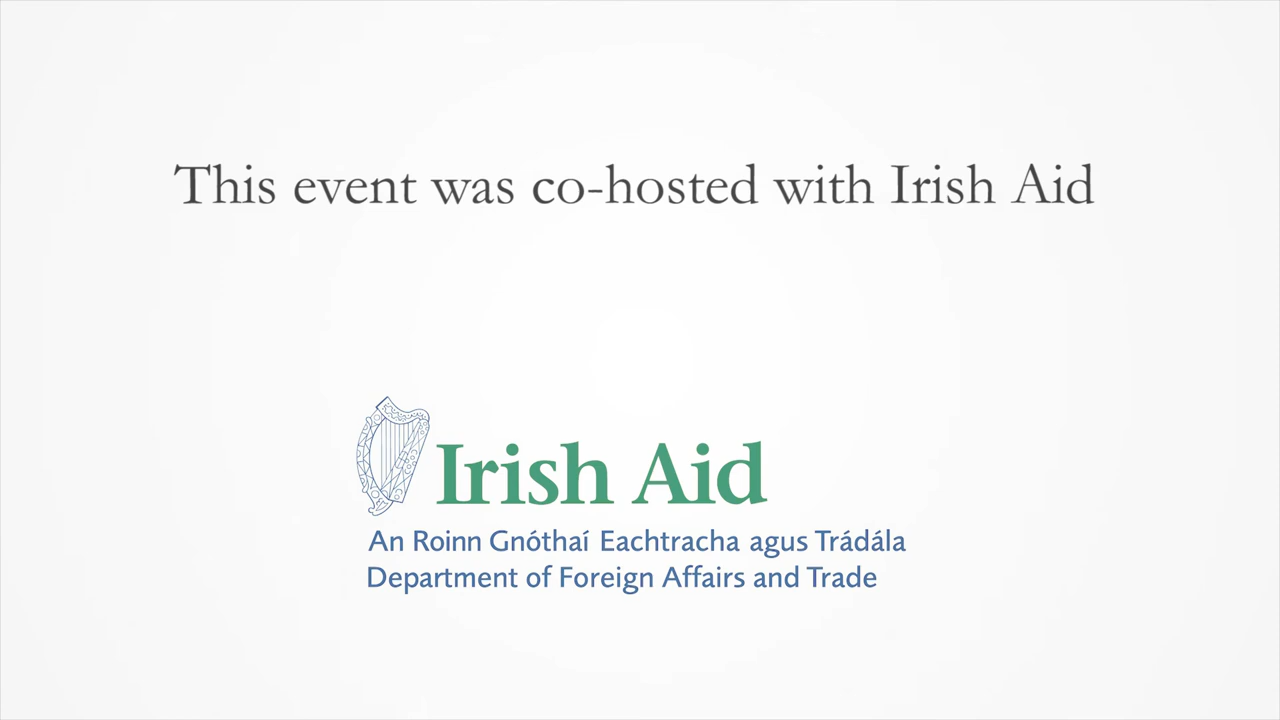 This event was co-hosted with Irish Aid
Irish Aid
An Roinn Gnóthaí Eachtracha agus Trádála
Department of Foreign Affairs and Trade